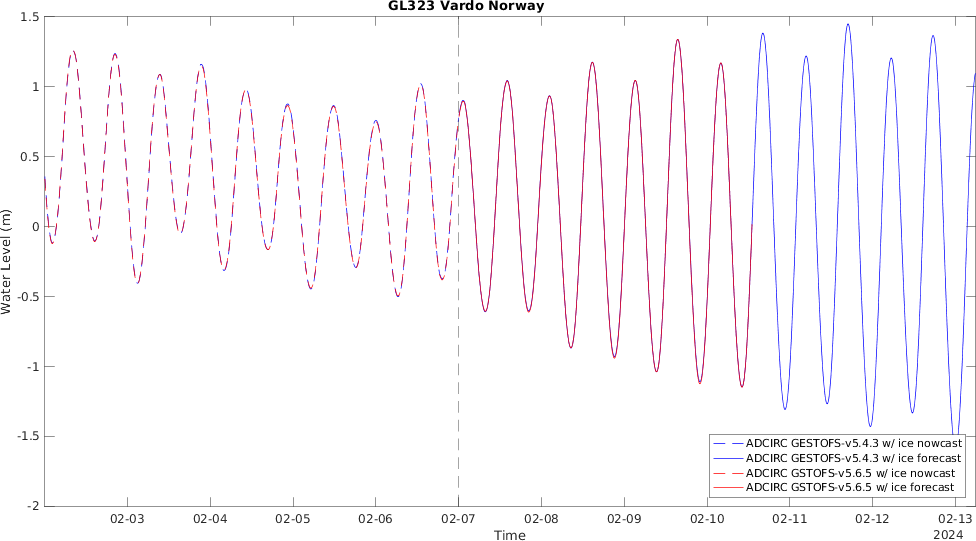 GL323 Vardo Norway
1.5
1
0.5
0
-0.5
-1
-1.5
-2
Water Level (m)
ADCIRC GESTOFS-v5.4.3 w/ ice nowcast
ADCIRC GESTOFS-v5.4.3 w/ ice forecast
ADCIRC GSTOFS-v5.6.5 w/ ice nowcast
ADCIRC GSTOFS-v5.6.5 w/ ice forecast
02-03 02-04 02-05 02-06 02-07 02-08 02-09 02-10 02-11 02-12 02-13
Time
2024